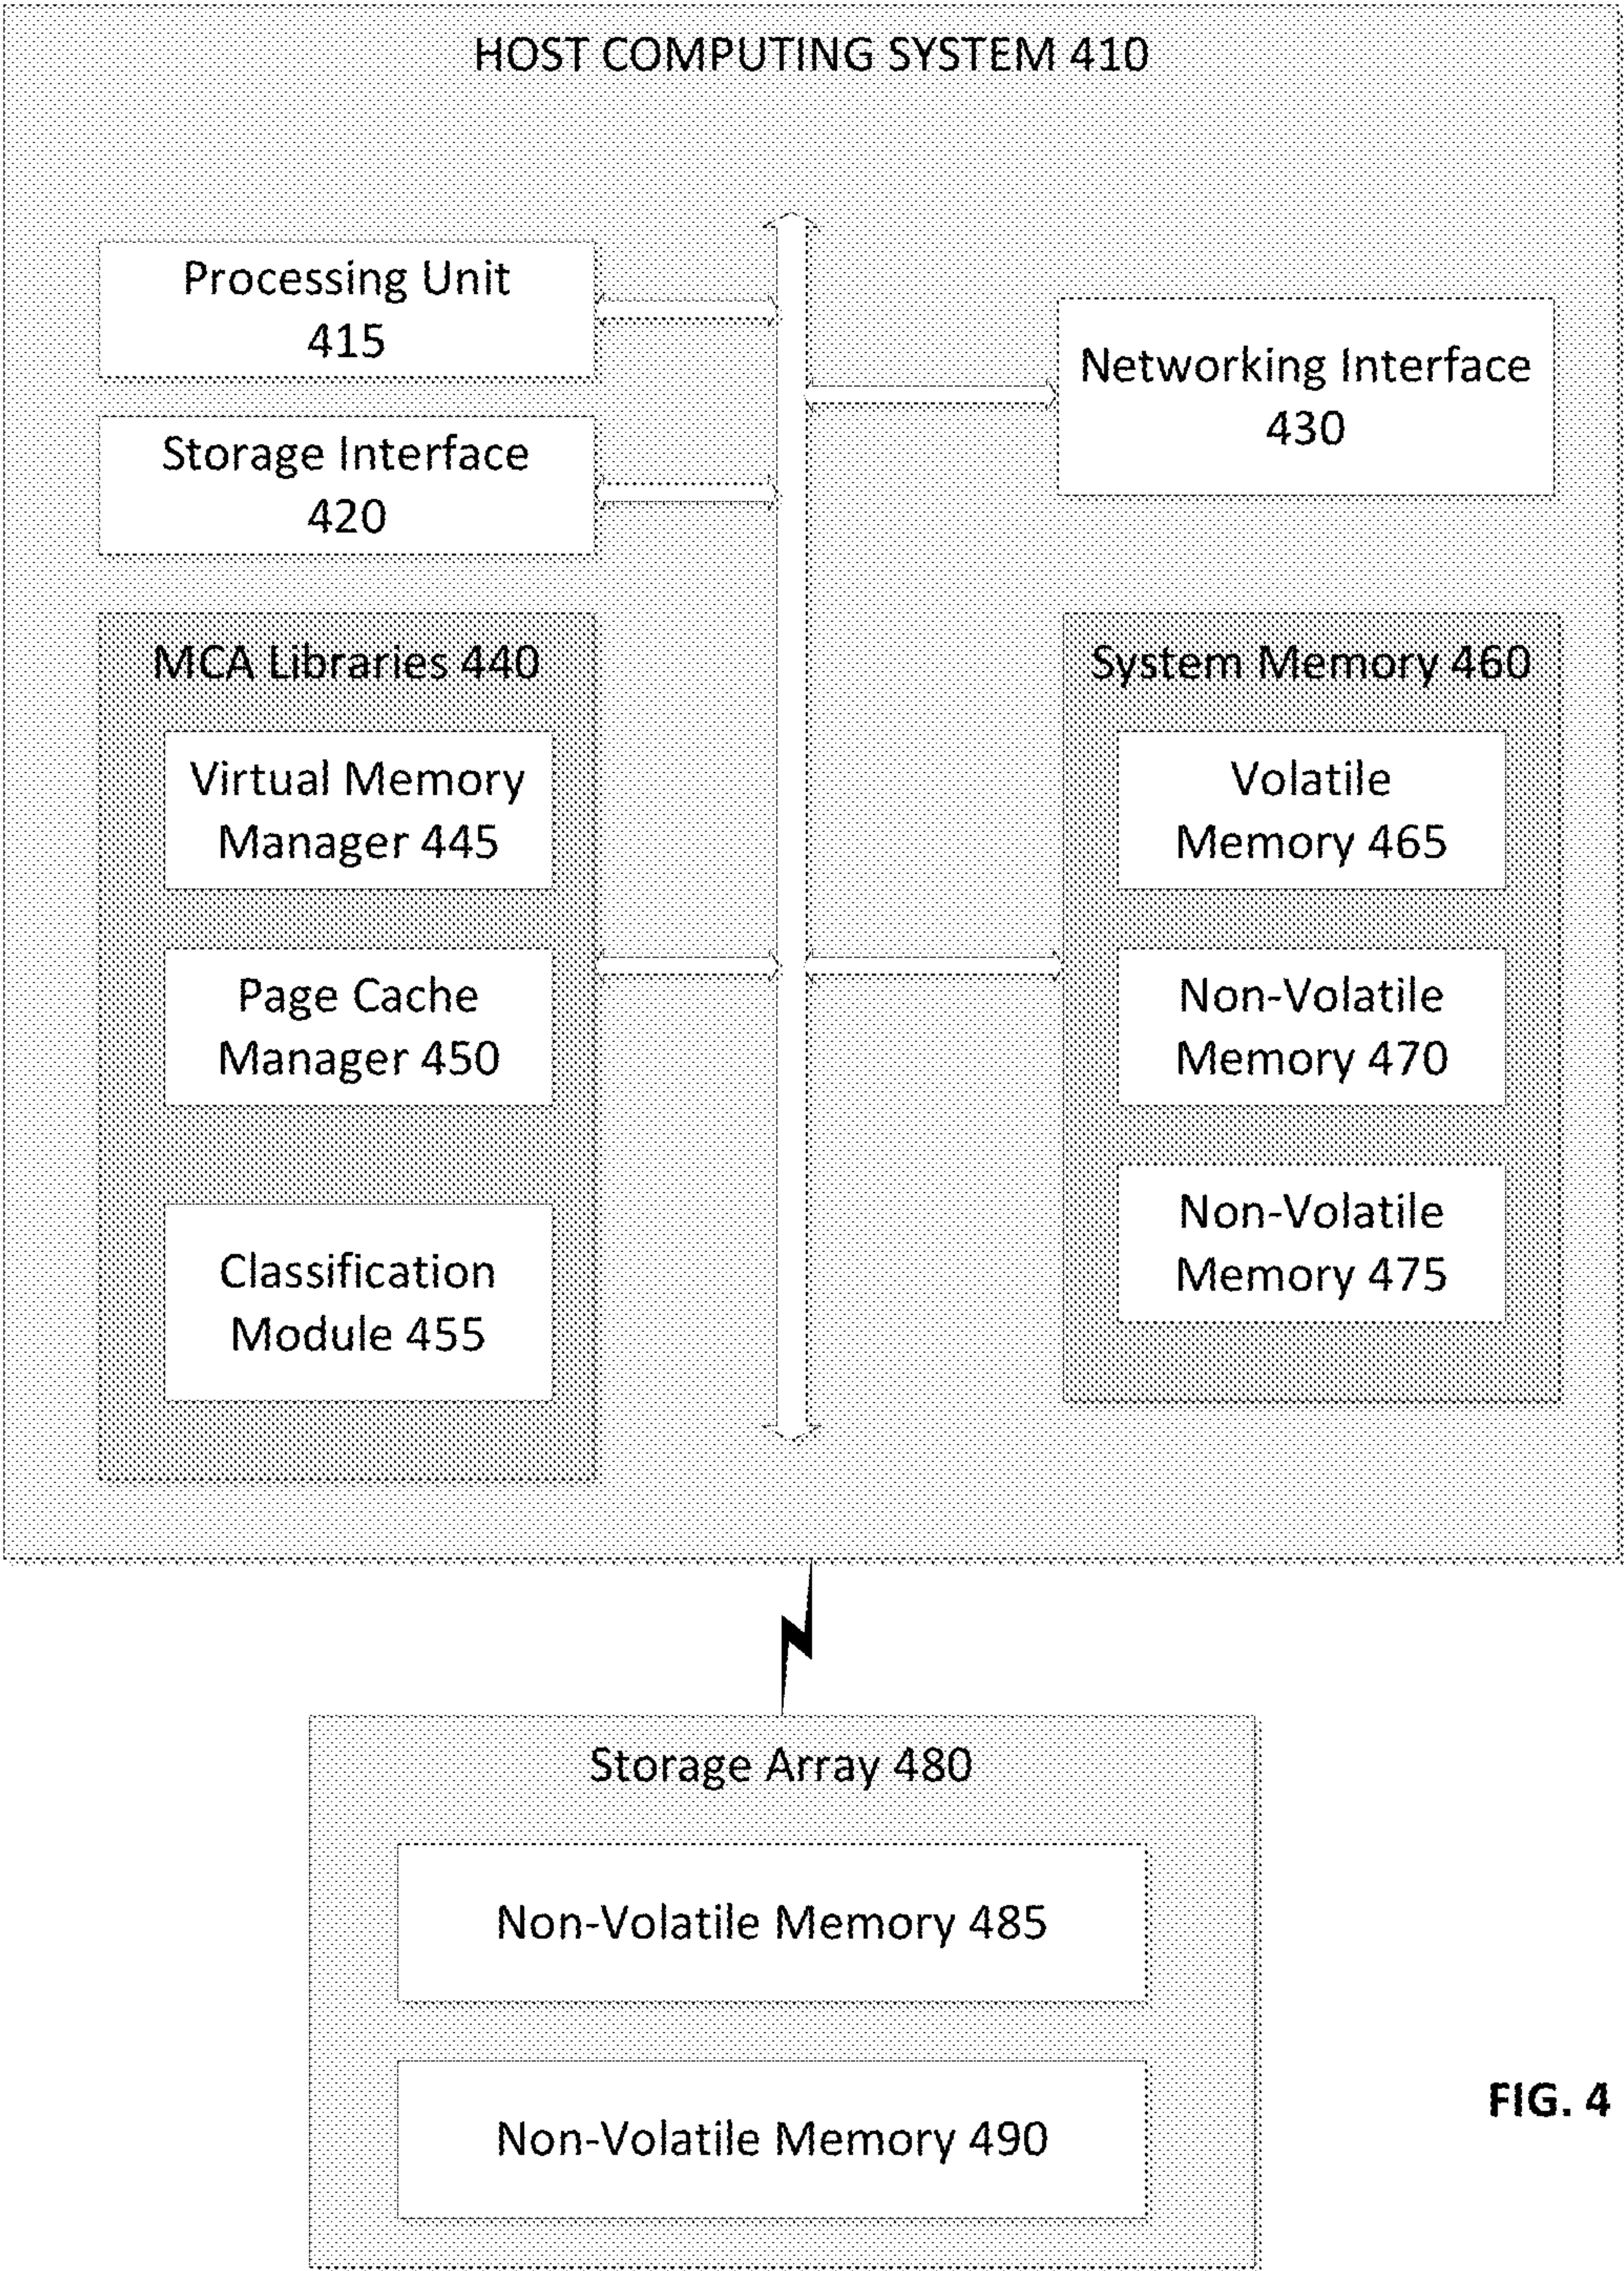 HOST COMPUTING SYSTEM 410
Processing Unit
415
Storage Interface
420
Networking Interface
430
MCA Libraries 440
Virtual Memory
Manager 445
Page Cache
Manager 450
Classification
Module 455
System Memory 460
Volatile
Memory 465
Non-Volatile
Memory 470
Non-Volatile
Memory 475
Storage Array 480
Non-Volatile Memory 485
Non-Volatile Memory 490
FIG. 4